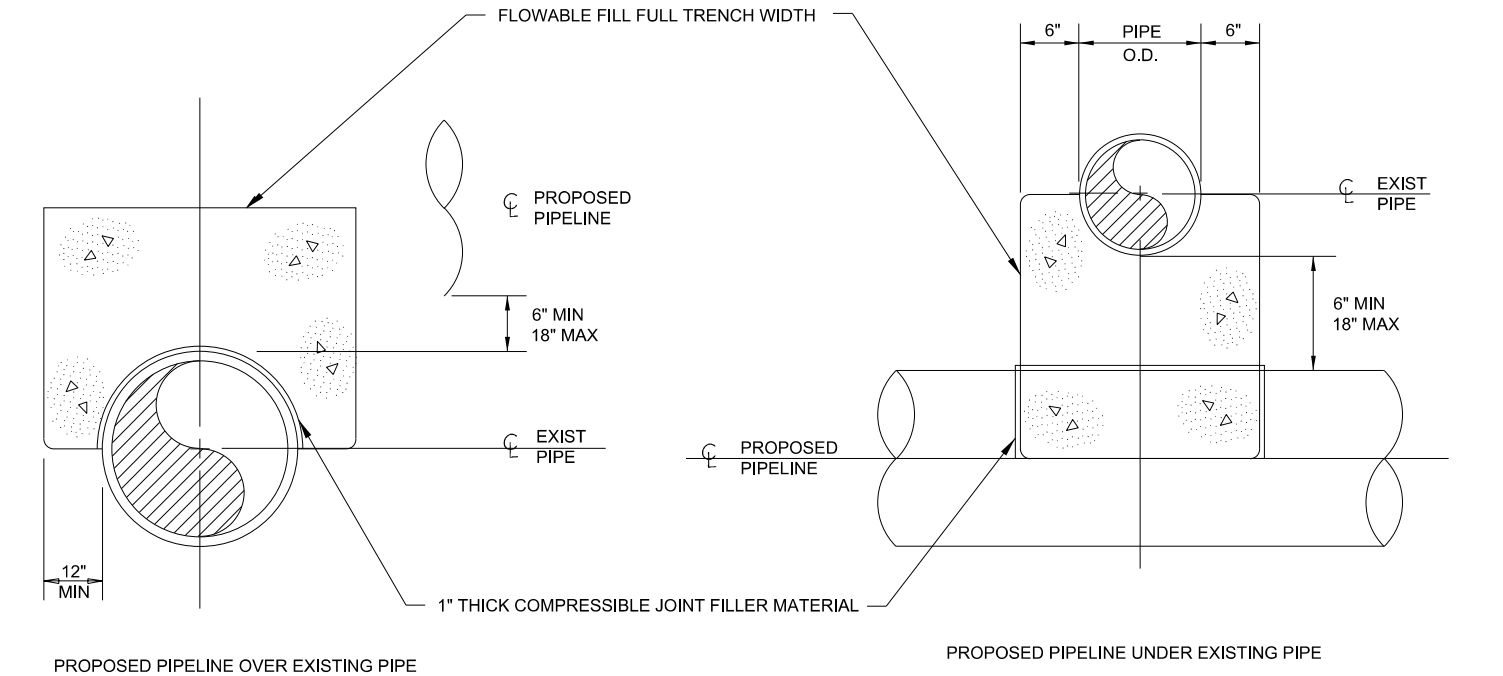 FLOWABLE FILL FULL TRENCH WIDTH
6" MIN
18" MAX
℄ PROPOSED
PIPELINE
℄ EXIST
PIPE
12"
MIN
1" THICK COMPRESSIBLE JOINT FILLER MATERIAL
PROPOSED PIPELINE OVER EXISTING PIPE
6"
PIPE
O.D.
6"
℄ EXIST
PIPE
6" MIN
18" MAX
℄ PROPOSED
PIPELINE
PROPOSED PIPELINE UNDER EXISTING PIPE